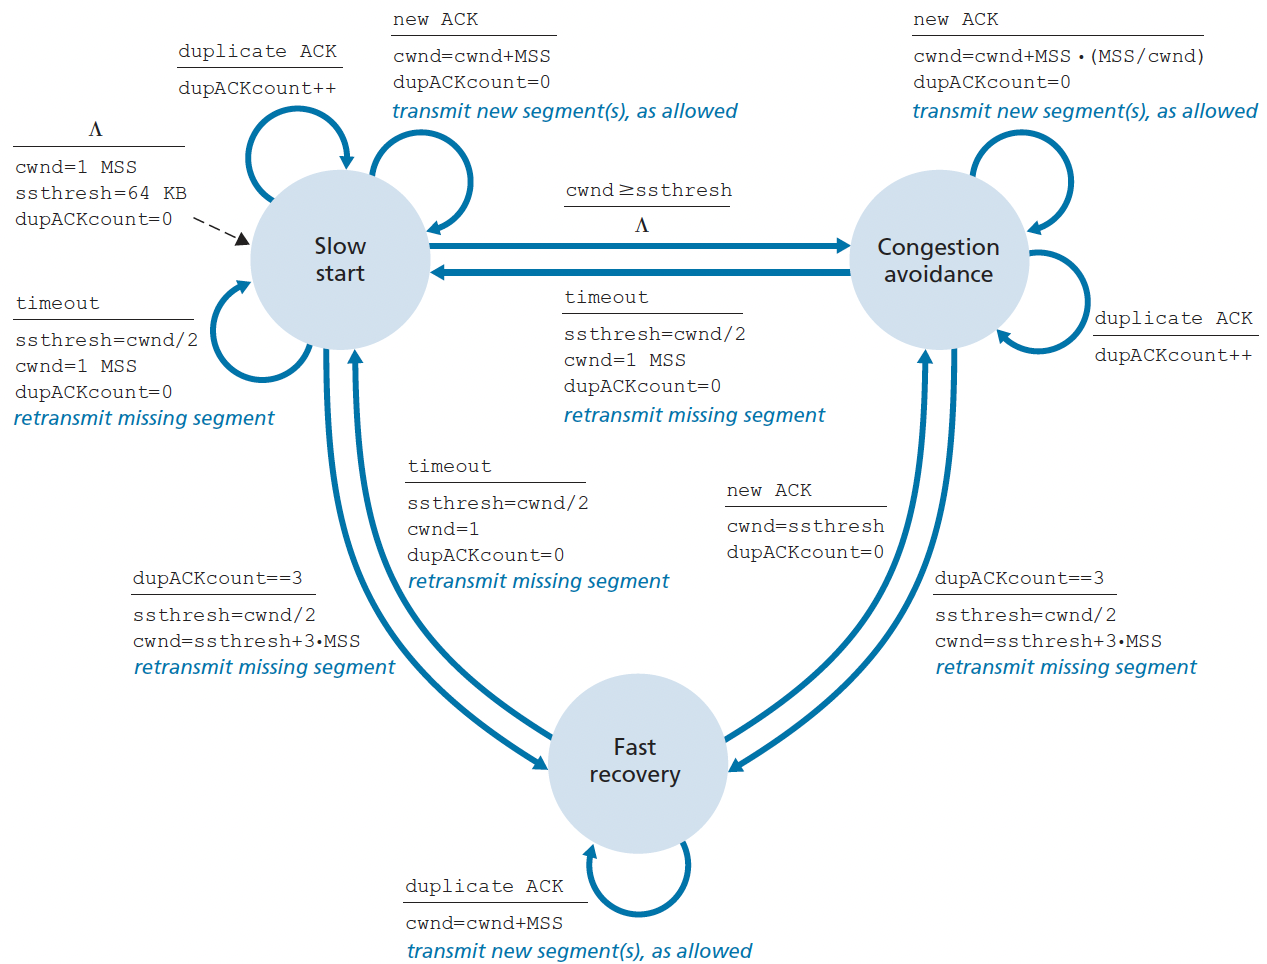 new ACK
cwnd=cwnd+MSS
dupACKcount=0
transmit new segment(s), as allowed
new ACK
cwnd=cwnd+MSS·(MSS/cwnd)
dupACKcount=0
transmit new segment(s), as allowed
duplicate ACK
dupACKcount++
Λ
cwnd=1 MSS
ssthresh=64 KB
dupACKcount=0
cwnd≥ssthresh
Λ
Slow
start
Congestion
avoidance
timeout
ssthresh=cwnd/2
cwnd=1 MSS
dupACKcount=0
retransmit missing segment
timeout
ssthresh=cwnd/2
cwnd=1 MSS
dupACKcount=0
retransmit missing segment
duplicate ACK
dupACKcount++
timeout
ssthresh=cwnd/2
cwnd=1
dupACKcount=0
retransmit missing segment
new ACK
cwnd=ssthresh
dupACKcount=0
dupACKcount==3
ssthresh=cwnd/2
cwnd=ssthresh+3·MSS
retransmit missing segment
dupACKcount==3
ssthresh=cwnd/2
cwnd=ssthresh+3·MSS
retransmit missing segment
Fast
recovery
duplicate ACK
cwnd=cwnd+MSS
transmit new segment(s), as allowed